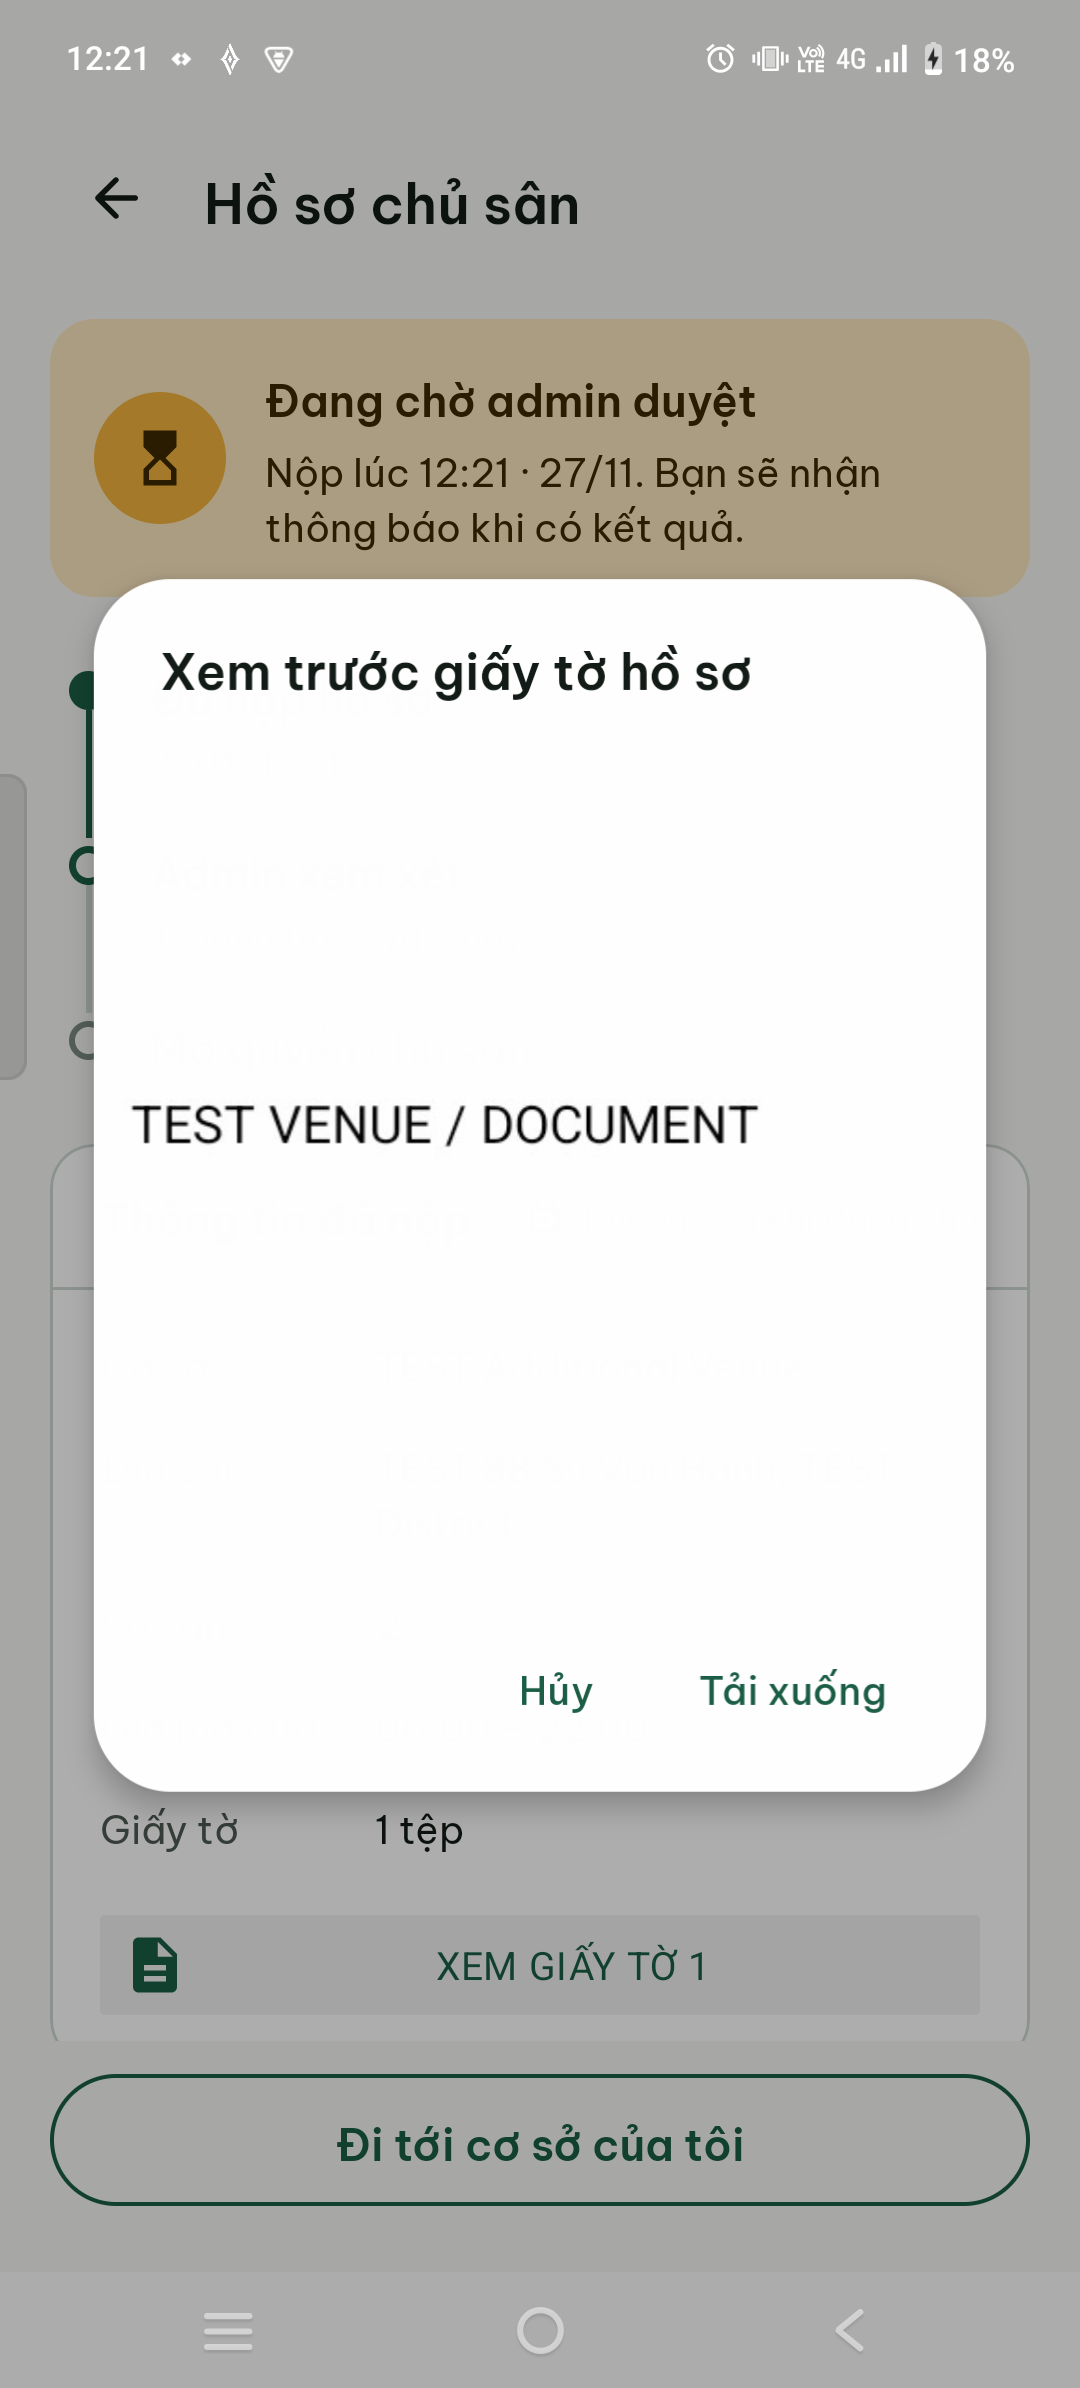 12:21
4G
18%
Hồ sơ chủ sân
Đang chờ admin duyệt
Nộp lúc 12:21 · 27/11. Bạn sẽ nhận
thông báo khi có kết quả.
Xem trước giấy tờ hồ sơ
TEST VENUE / DOCUMENT
Hủy
Tải xuống
Giấy tờ
1 tệp
XEM GIẤY TỜ 1
Đi tới cơ sở của tôi